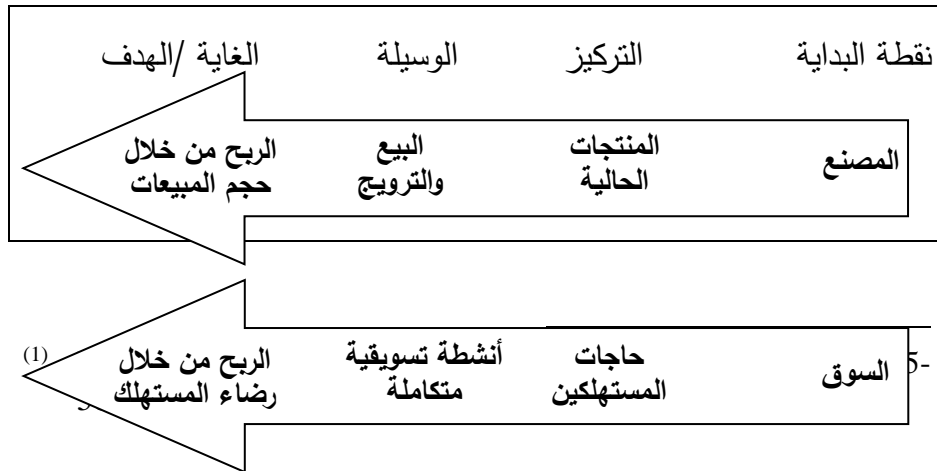 نقطة البداية التركيز الوسيلة الغاية /الهدف
المصنع
المنتجات
الحالية
البيع
والترويج
الربح من خلال
حجم المبيعات
السوق
حاجات
المستهلكين
أنشطة تسويقية
متكاملة
الربح من خلال
رضاء المستهلك
(1)
5-